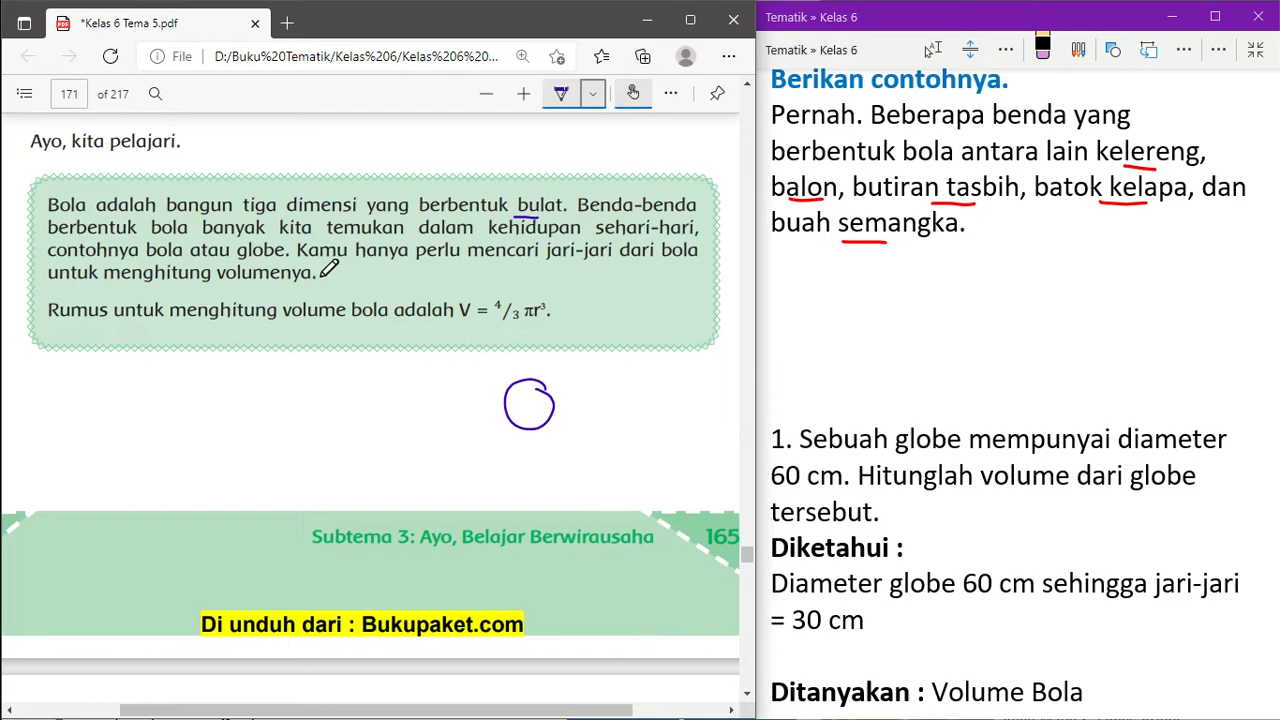 *Kelas 6 Tema 5.pdf
File
D:/Buku%20Tematik/Kelas%206/Kelas%206%20...
171 of 217
Ayo, kita pelajari.
Bola adalah bangun tiga dimensi yang berbentuk bulat. Benda-benda
berbentuk bola banyak kita temukan dalam kehidupan sehari-hari,
contohnya bola atau globe. Kamu hanya perlu mencari jari-jari dari bola
untuk menghitung volumenya.
Rumus untuk menghitung volume bola adalah V = ⁴/₃ πr³.
Subtema 3: Ayo, Belajar Berwirausaha
165
Di unduh dari : Bukupaket.com
Tematik » Kelas 6
Tematik » Kelas 6
Berikan contohnya.
Pernah. Beberapa benda yang
berbentuk bola antara lain kelereng,
balon, butiran tasbih, batok kelapa, dan
buah semangka.
1. Sebuah globe mempunyai diameter
60 cm. Hitunglah volume dari globe
tersebut.
Diketahui :
Diameter globe 60 cm sehingga jari-jari
= 30 cm
Ditanyakan : Volume Bola